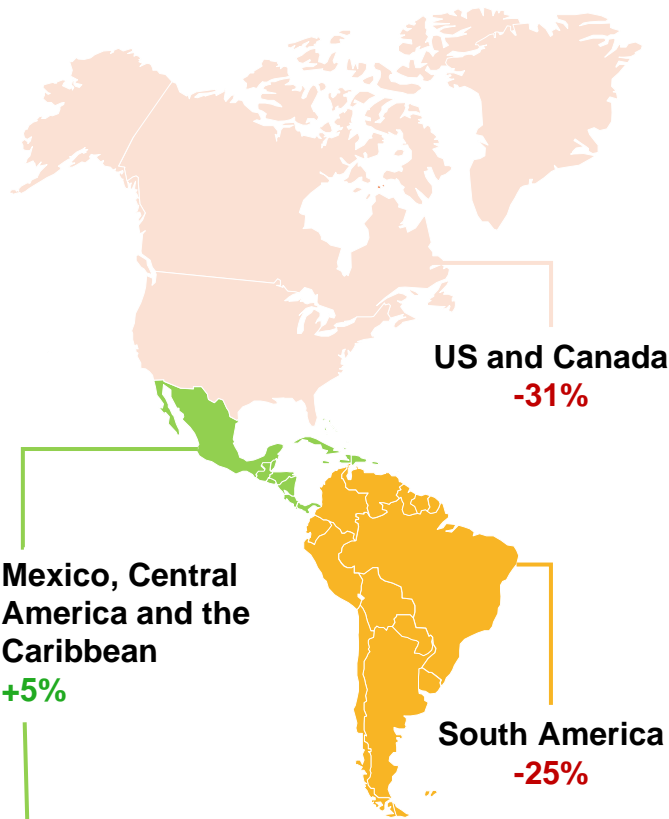 US and Canada
-31%
Mexico, Central
America and the
Caribbean
+5%
South America
-25%